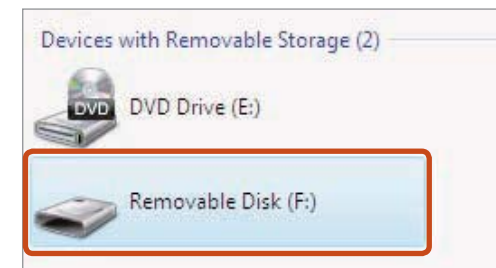 Devices with Removable Storage (2)
DVD
DVD Drive (E:)
Removable Disk (F:)